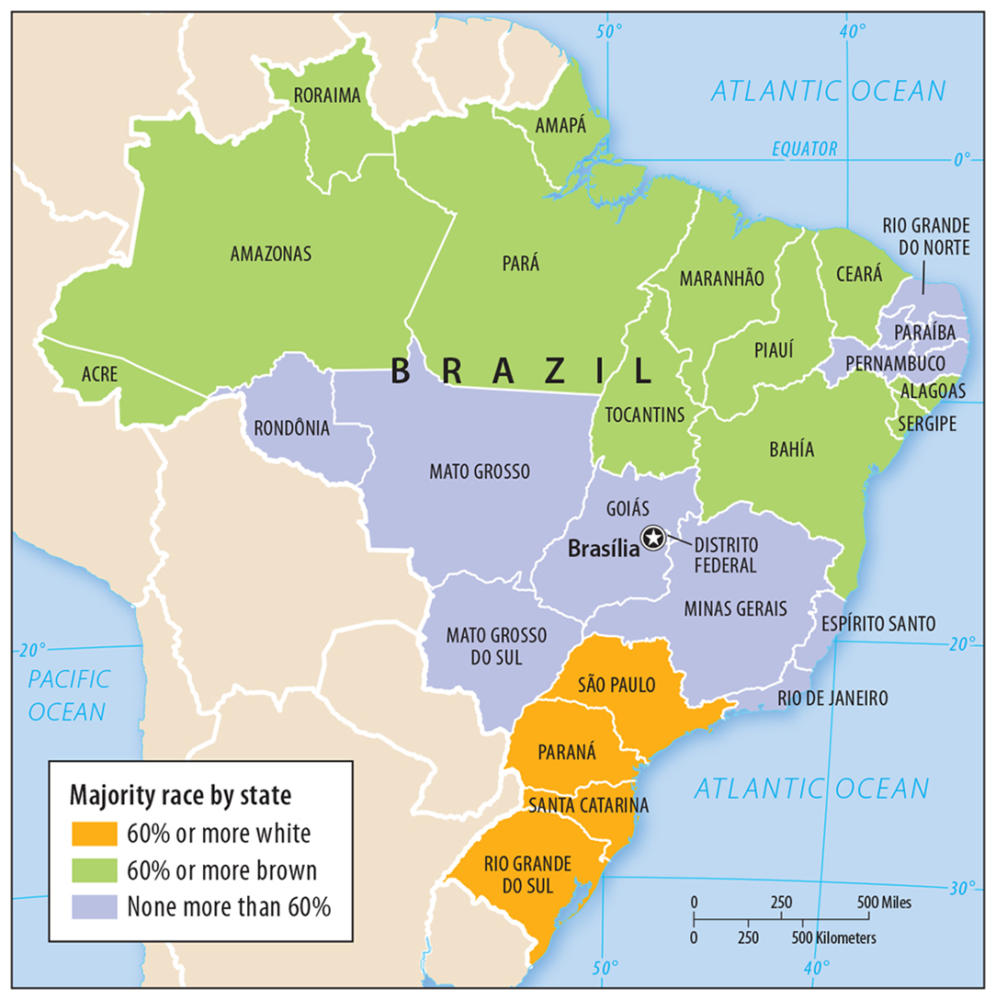 50°
40°
ATLANTIC OCEAN
RORAIMA
AMAPÁ
EQUATOR
0°
RIO GRANDE
DO NORTE
AMAZONAS
PARÁ
MARANHÃO
CEARÁ
PARAÍBA
PIAUÍ
PERNAMBUCO
ACRE
BRAZIL
ALAGOAS
TOCANTINS
SERGIPE
RONDÔNIA
BAHÍA
MATO GROSSO
GOIÁS
Brasília
DISTRITO
FEDERAL
MINAS GERAIS
ESPÍRITO SANTO
MATO GROSSO
DO SUL
20°
20°
PACIFIC
OCEAN
SÃO PAULO
RIO DE JANEIRO
PARANÁ
ATLANTIC OCEAN
SANTA CATARINA
RIO GRANDE
DO SUL
Majority race by state
60% or more white
60% or more brown
None more than 60%
30°
0 250 500 Miles
0 250 500 Kilometers
50°
40°